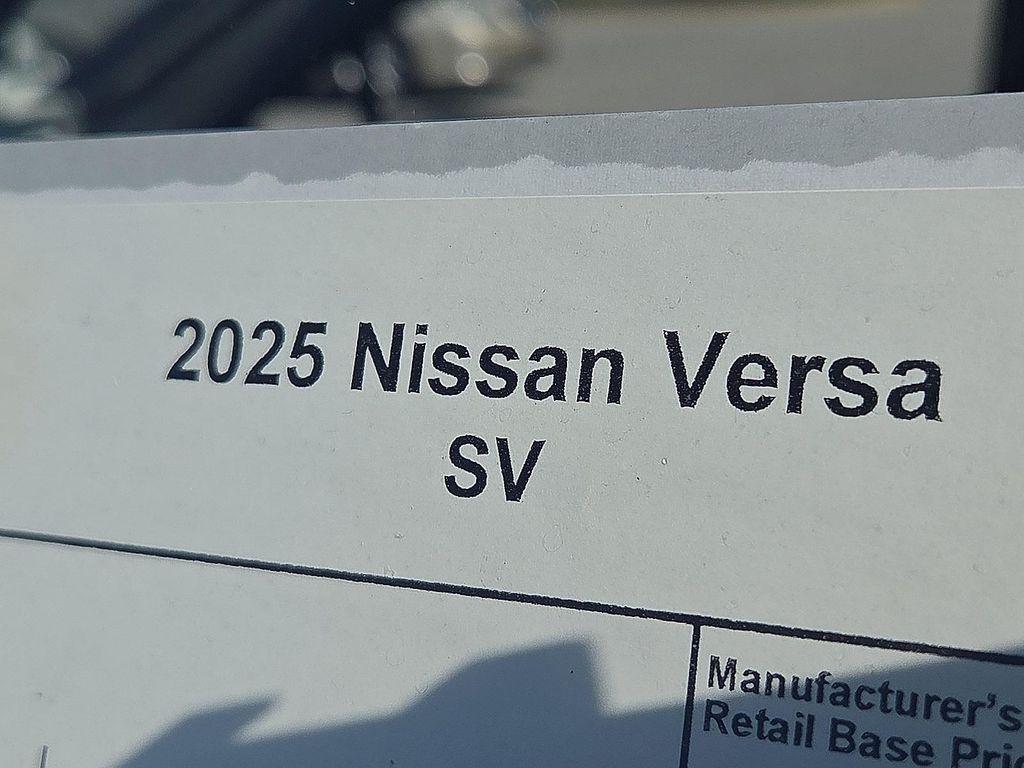 2025 Nissan Versa
SV
Manufacturer’s
Retail Base